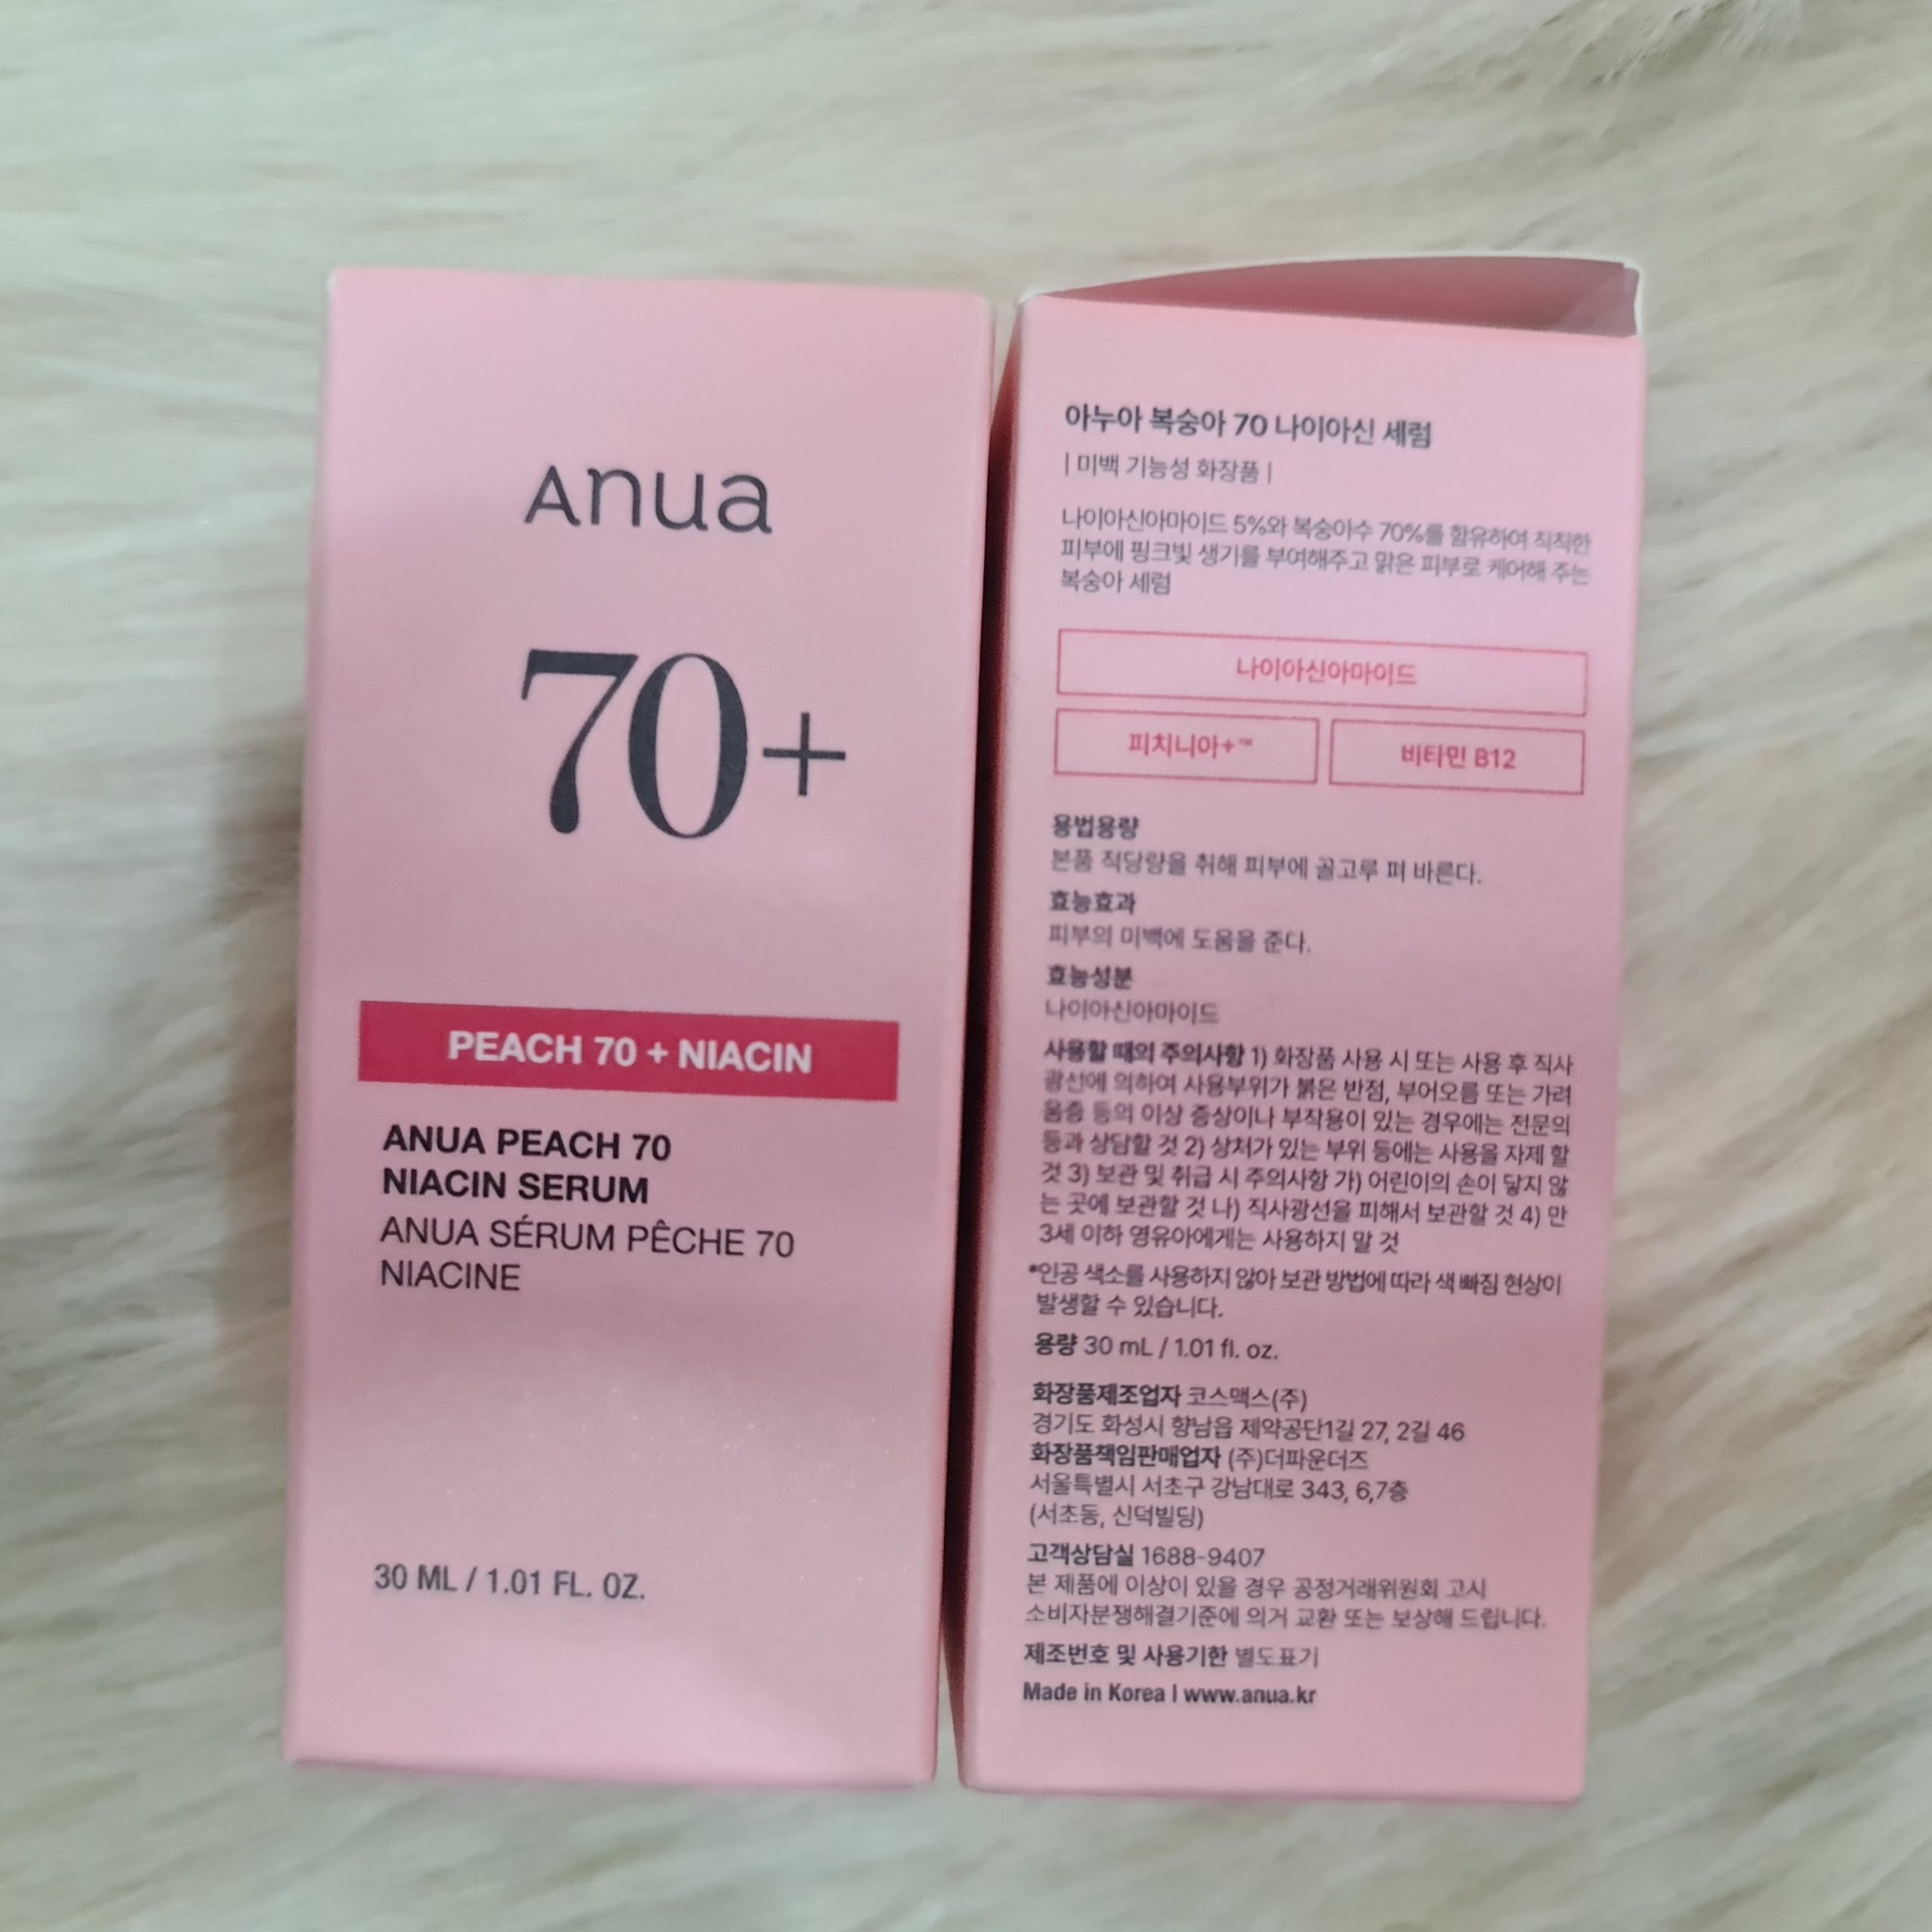 Anua
70+
PEACH 70 + NIACIN
ANUA PEACH 70
NIACIN SERUM
ANUA SÉRUM PÊCHE 70
NIACINE
30 ML / 1.01 FL. OZ.
아누아 복숭아 70 나이아신 세럼
| 미백 기능성 화장품 |
나이아신아마이드 5%와 복숭아수 70%를 함유하여 칙칙한
피부에 핑크빛 생기를 부여해주고 맑은 피부로 케어해 주는
복숭아 세럼
나이아신아마이드
피치니아+™
비타민 B12
용법용량
본품 적당량을 취해 피부에 골고루 펴 바른다.
효능효과
피부의 미백에 도움을 준다.
효능성분
나이아신아마이드
사용할 때의 주의사항 1) 화장품 사용 시 또는 사용 후 직사
광선에 의하여 사용부위가 붉은 반점, 부어오름 또는 가려
움증 등의 이상 증상이나 부작용이 있는 경우에는 전문의
등과 상담할 것 2) 상처가 있는 부위 등에는 사용을 자제 할
것 3) 보관 및 취급 시 주의사항 가) 어린이의 손이 닿지 않
는 곳에 보관할 것 나) 직사광선을 피해서 보관할 것 4) 만
3세 이하 영유아에게는 사용하지 말 것
*인공 색소를 사용하지 않아 보관 방법에 따라 색 빠짐 현상이
발생할 수 있습니다.
용량 30 mL / 1.01 fl. oz.
화장품제조업자 코스맥스(주)
경기도 화성시 향남읍 제약공단1길 27, 2길 46
화장품책임판매업자 (주)더파운더즈
서울특별시 서초구 강남대로 343, 6,7층
(서초동, 신덕빌딩)
고객상담실 1688-9407
본 제품에 이상이 있을 경우 공정거래위원회 고시
소비자분쟁해결기준에 의거 교환 또는 보상해 드립니다.
제조번호 및 사용기한 별도표기
Made in Korea | www.anua.kr